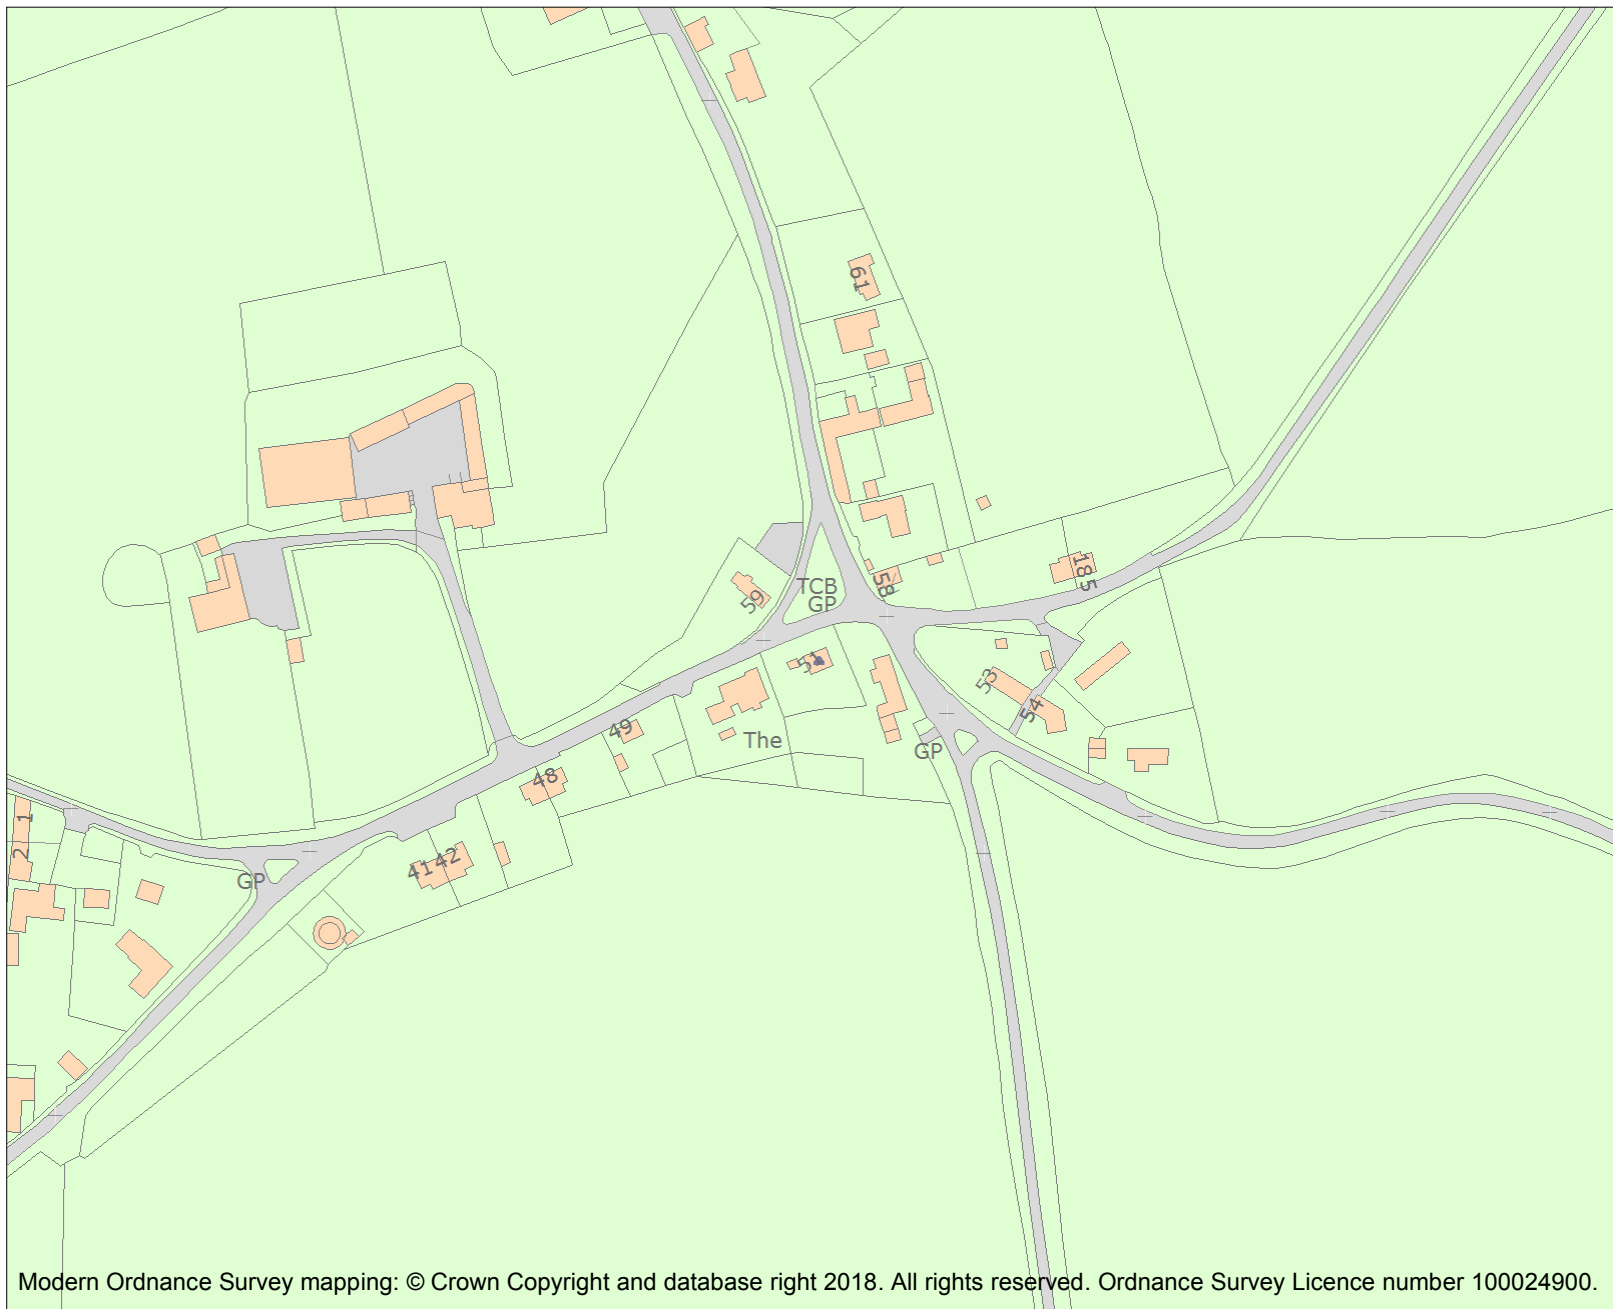 61
TCB
GP
58
185
59
51
53
54
49
The
GP
48
1
2
41 42
GP
Modern Ordnance Survey mapping: © Crown Copyright and database right 2018. All rights reserved. Ordnance Survey Licence number 100024900.